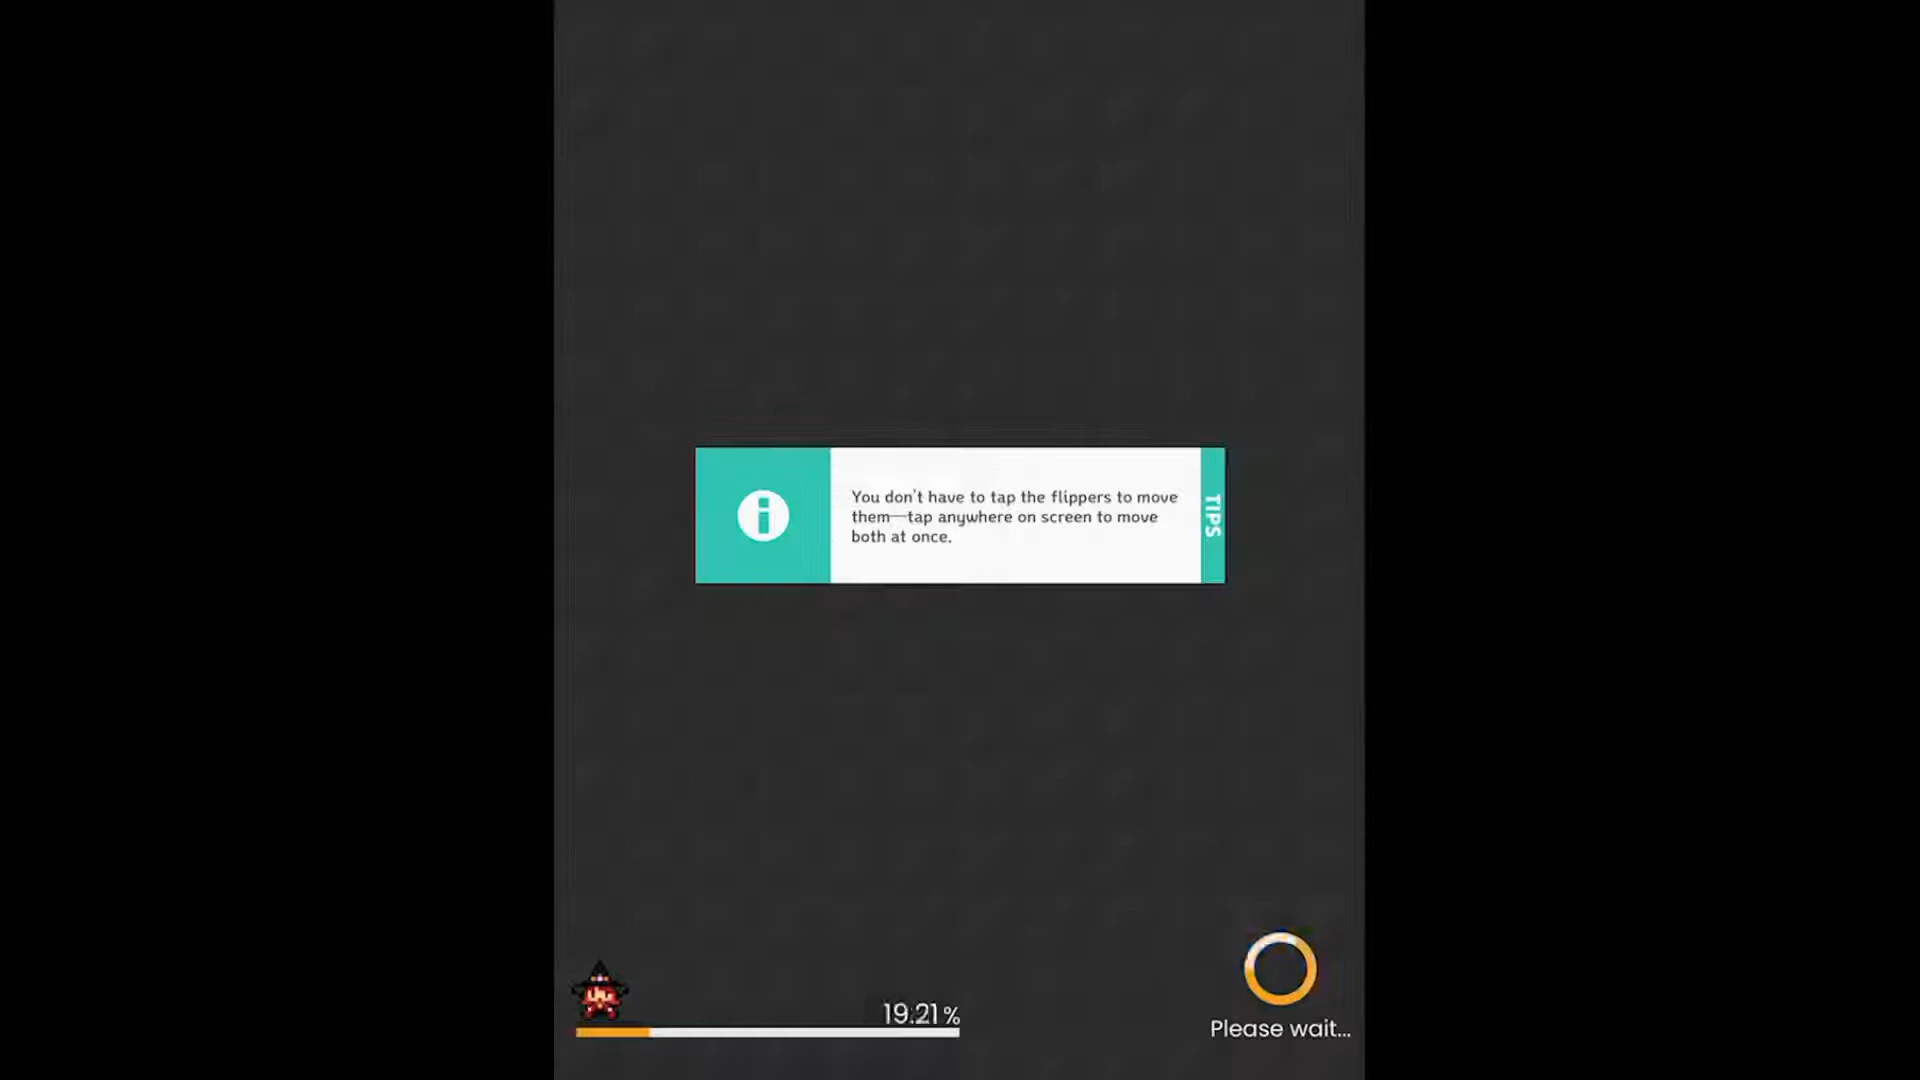 You don't have to tap the flippers to move
them—tap anywhere on screen to move
both at once.
TIPS
19.21%
Please wait...